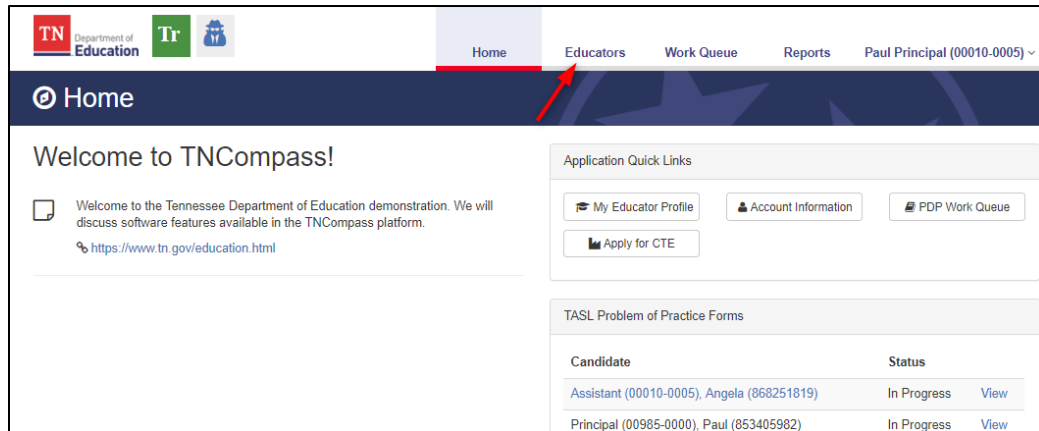 TN Department of Education
Tr
Home Educators Work Queue Reports Paul Principal (00010-0005)
Home
Welcome to TNCompass!
Welcome to the Tennessee Department of Education demonstration. We will
discuss software features available in the TNCompass platform.
https://www.tn.gov/education.html
Application Quick Links
My Educator Profile Account Information PDP Work Queue
Apply for CTE
TASL Problem of Practice Forms
Candidate Status
Assistant (00010-0005), Angela (868251819) In Progress View
Principal (00985-0000), Paul (853405982) In Progress View